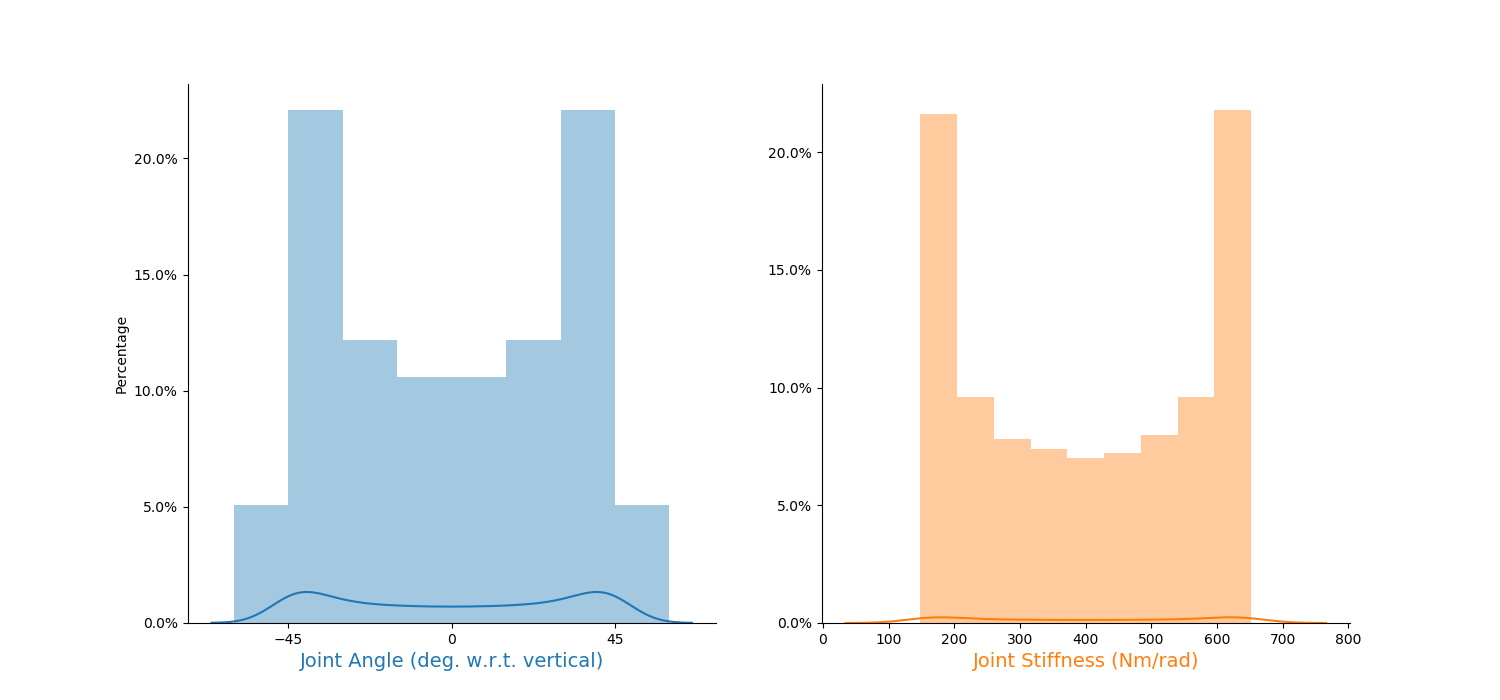 Percentage
20.0%
15.0%
10.0%
5.0%
0.0%
−45 0 45
Joint Angle (deg. w.r.t. vertical)
20.0%
15.0%
10.0%
5.0%
0.0%
0 100 200 300 400 500 600 700 800
Joint Stiffness (Nm/rad)